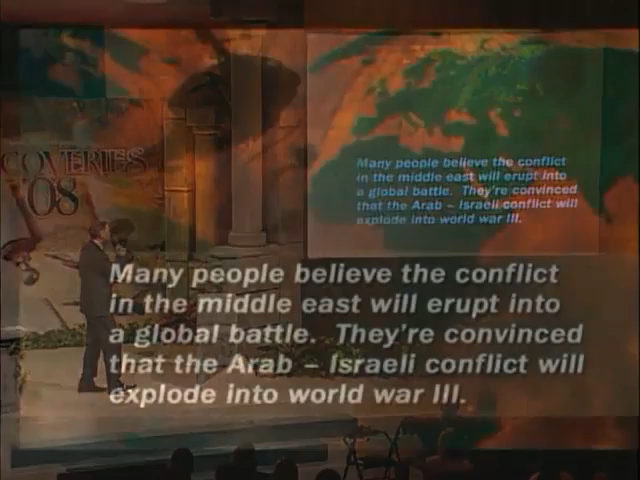 COVERIES
08
Many people believe the conflict
in the middle east will erupt into
a global battle. They're convinced
that the Arab – Israeli conflict will
explode into world war III.
Many people believe the conflict
in the middle east will erupt into
a global battle. They're convinced
that the Arab – Israeli conflict will
explode into world war III.